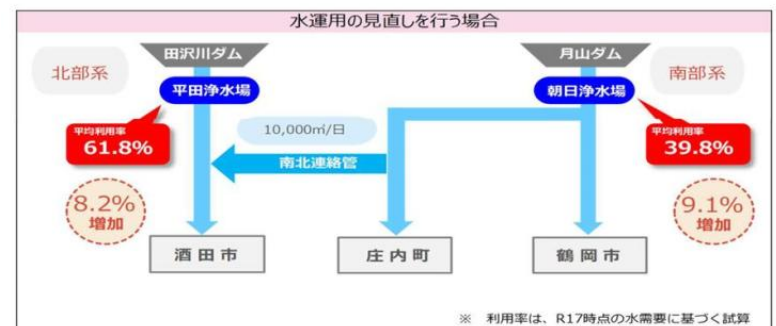 水運用の見直しを行う場合
田沢川ダム
月山ダム
北部系
南部系
平田浄水場
朝日浄水場
平均利用率
61.8%
10,000㎥/日
平均利用率
39.8%
南北連絡管
8.2%
増加
9.1%
増加
酒田市
庄内町
鶴岡市
※ 利用率は、R17時点の水需要に基づく試算